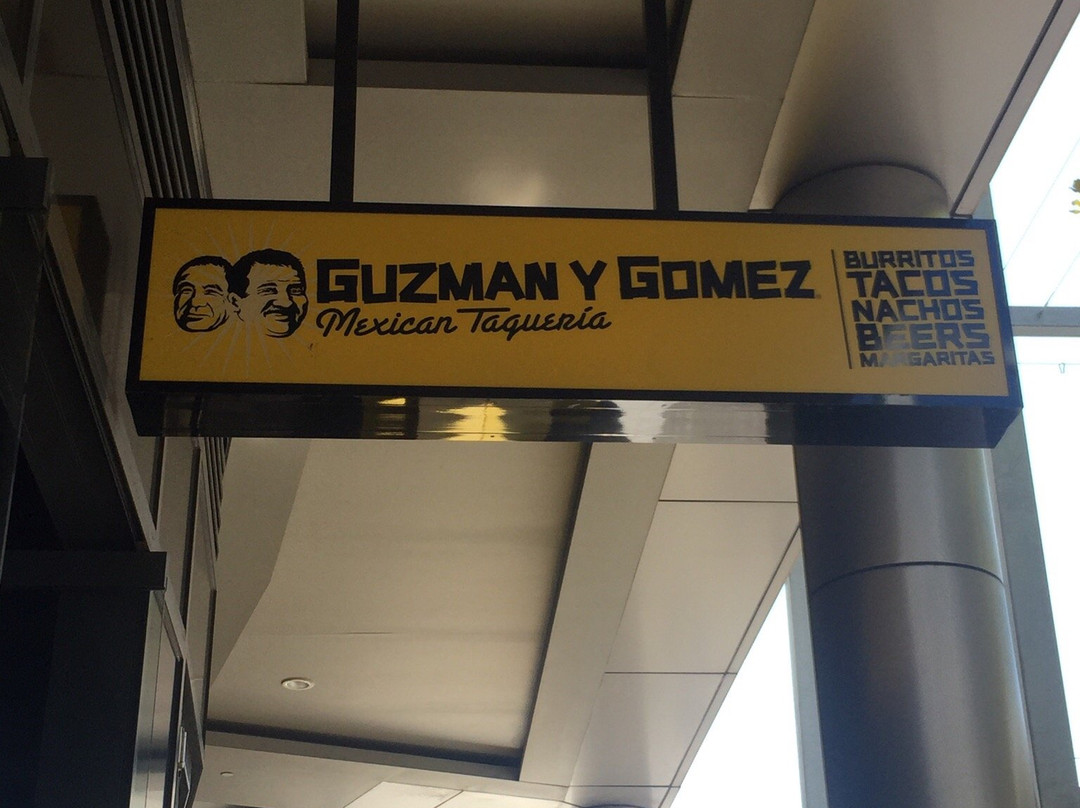 GUZMAN Y GOMEZ
Mexican Taquería
BURRITOS
TACOS
NACHOS
BEERS
MARGARITAS